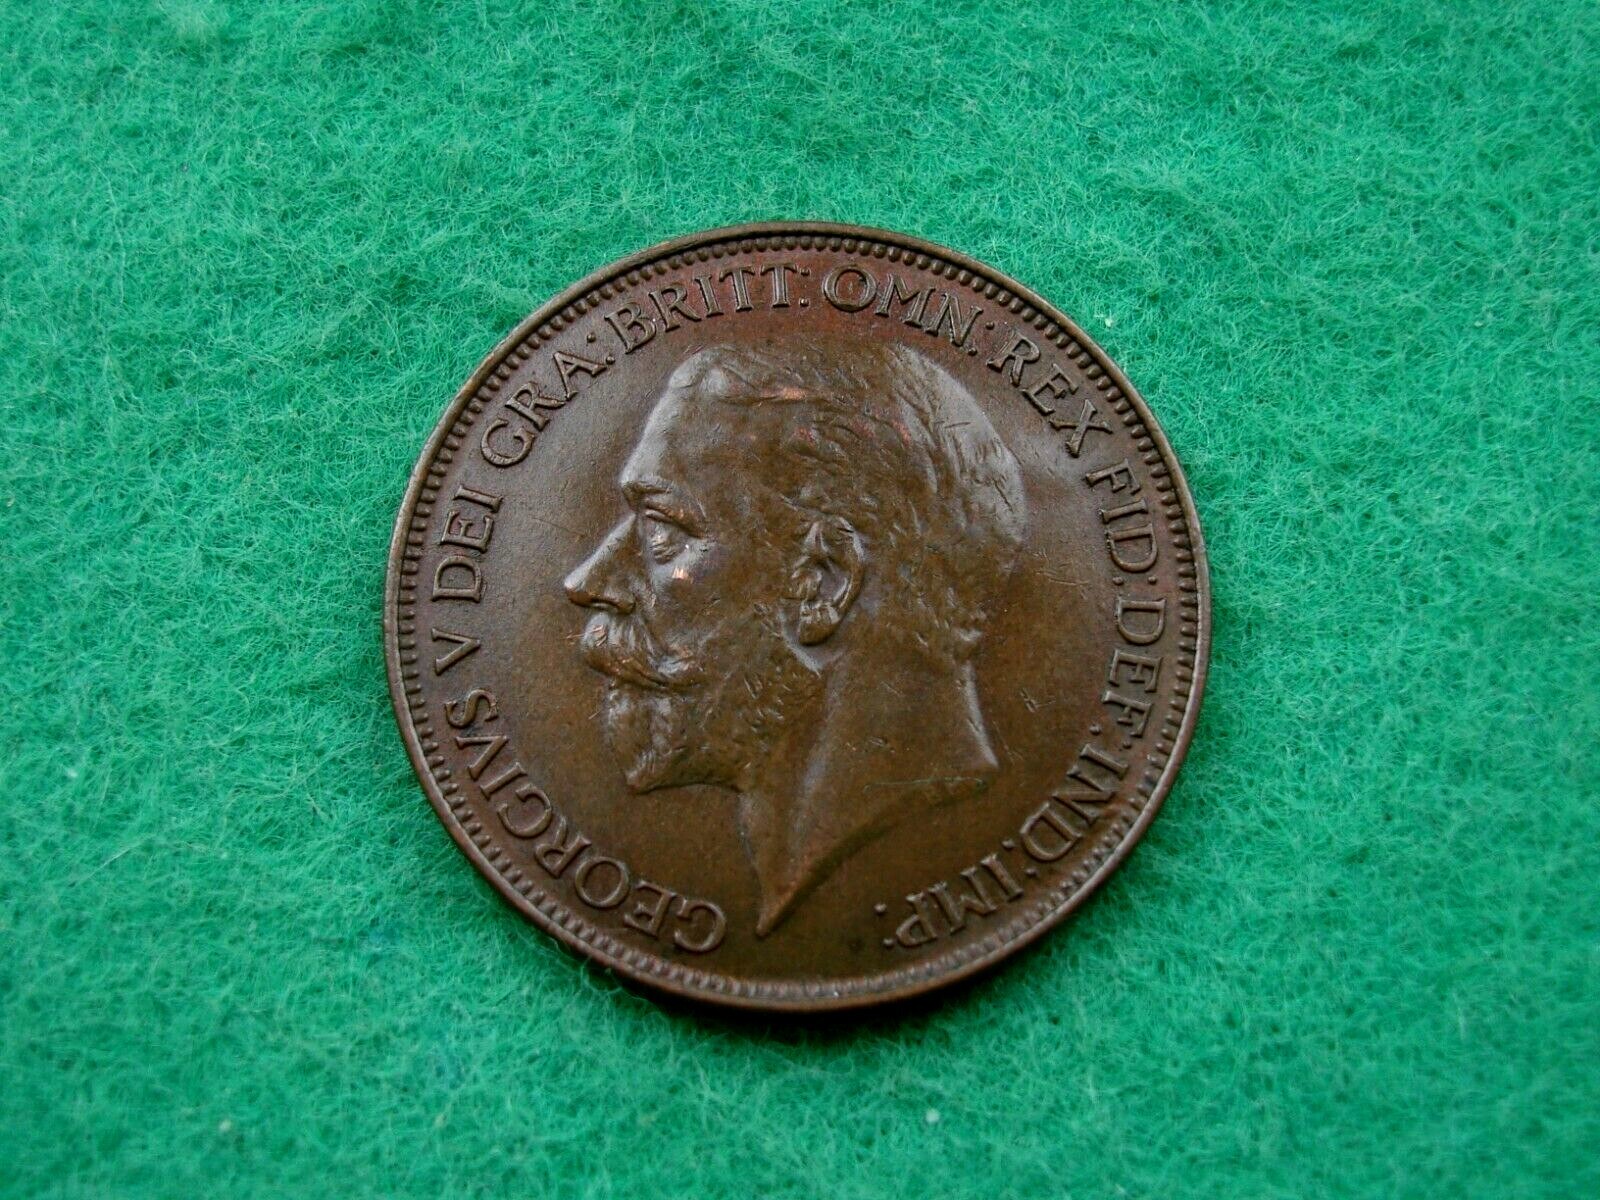 GEORGIVS V DEI GRA: BRITT: OMN: REX FID: DEF: IND: IMP: